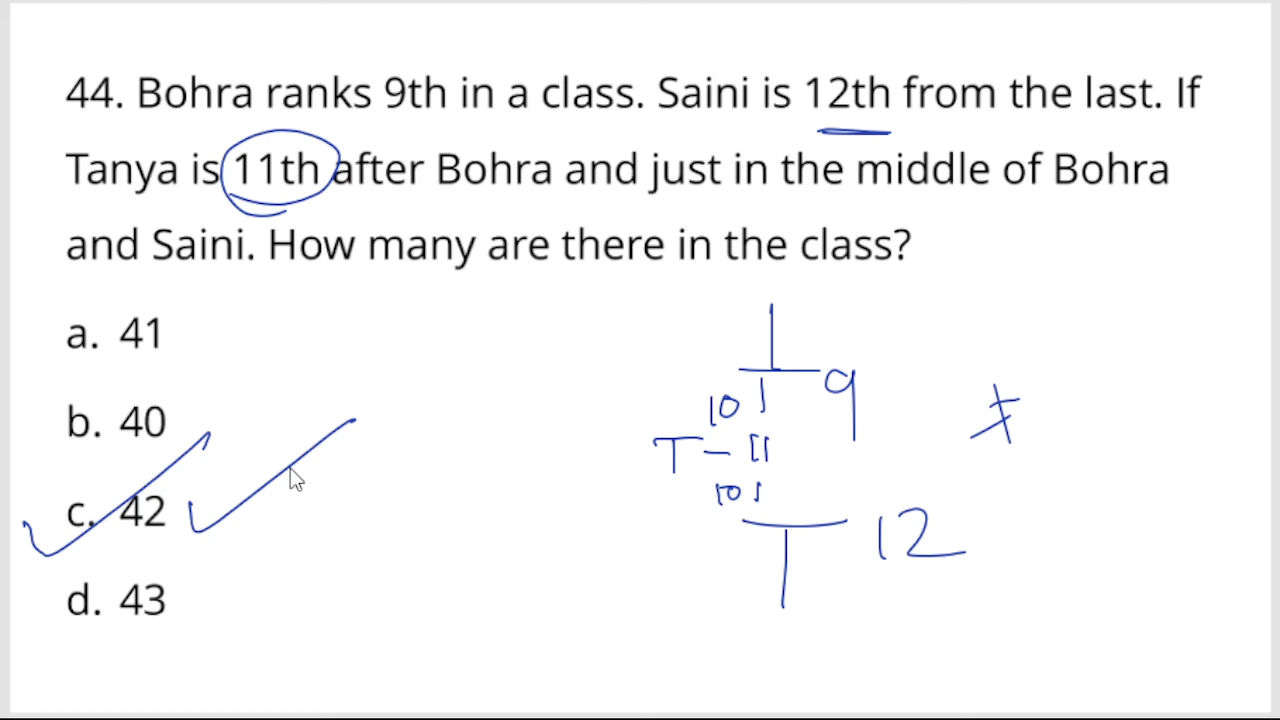 44. Bohra ranks 9th in a class. Saini is 12th from the last. If
Tanya is 11th after Bohra and just in the middle of Bohra
and Saini. How many are there in the class?
a. 41
b. 40
c. 42
d. 43
9
10
T - 11
10
12